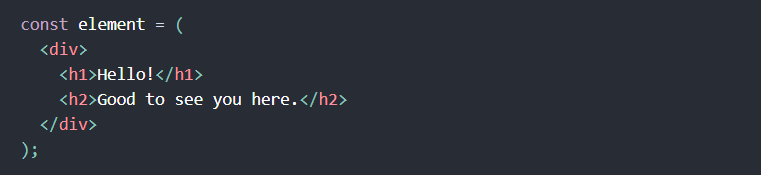 const element = (
  <div>
    <h1>Hello!</h1>
    <h2>Good to see you here.</h2>
  </div>
);